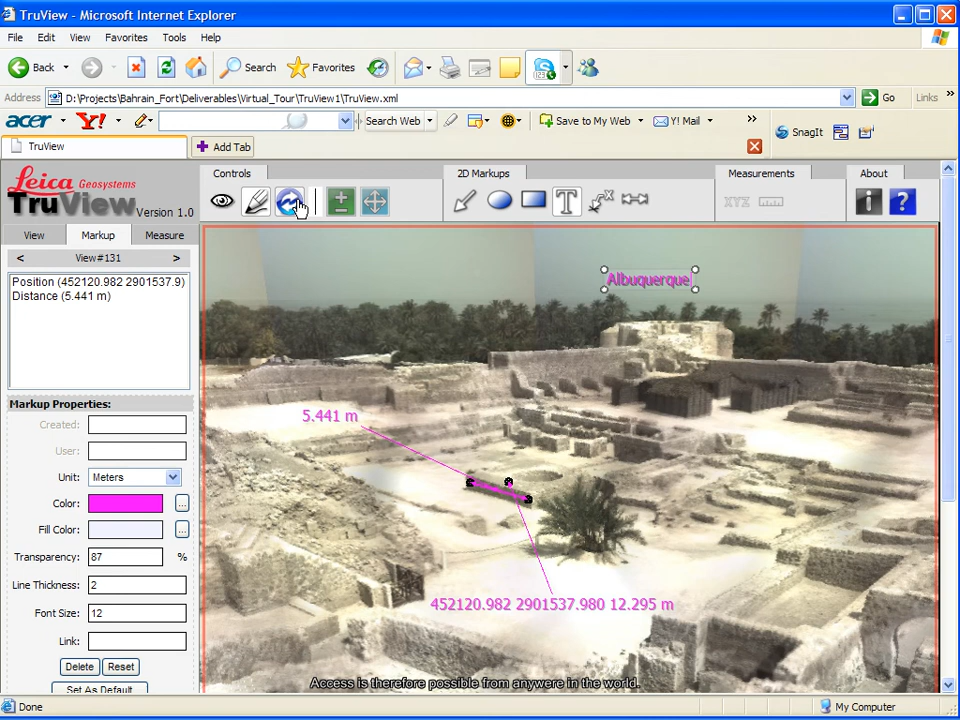 TruView - Microsoft Internet Explorer
File Edit View Favorites Tools Help
Back Search Favorites
Address D:\Projects\Bahrain_Fort\Deliverables\Virtual_Tour\TruView1\TruView.xml Go Links »
acer Y! Search Web Save to My Web Y! Mail » SnagIt
TruView Add Tab
Leica Geosystems
TruView Version 1.0
Controls 2D Markups Measurements About
T XYZ i ?
View Markup Measure
< View#131 >
Position (452120.982 2901537.9)
Distance (5.441 m)
Markup Properties:
Created:
User:
Unit: Meters
Color: ...
Fill Color: ...
Transparency: 87 %
Line Thickness: 2
Font Size: 12
Link:
Delete Reset
Set As Default
Albuquerque
5.441 m
452120.982 2901537.980 12.295 m
Access is therefore possible from anywere in the world.
Done My Computer